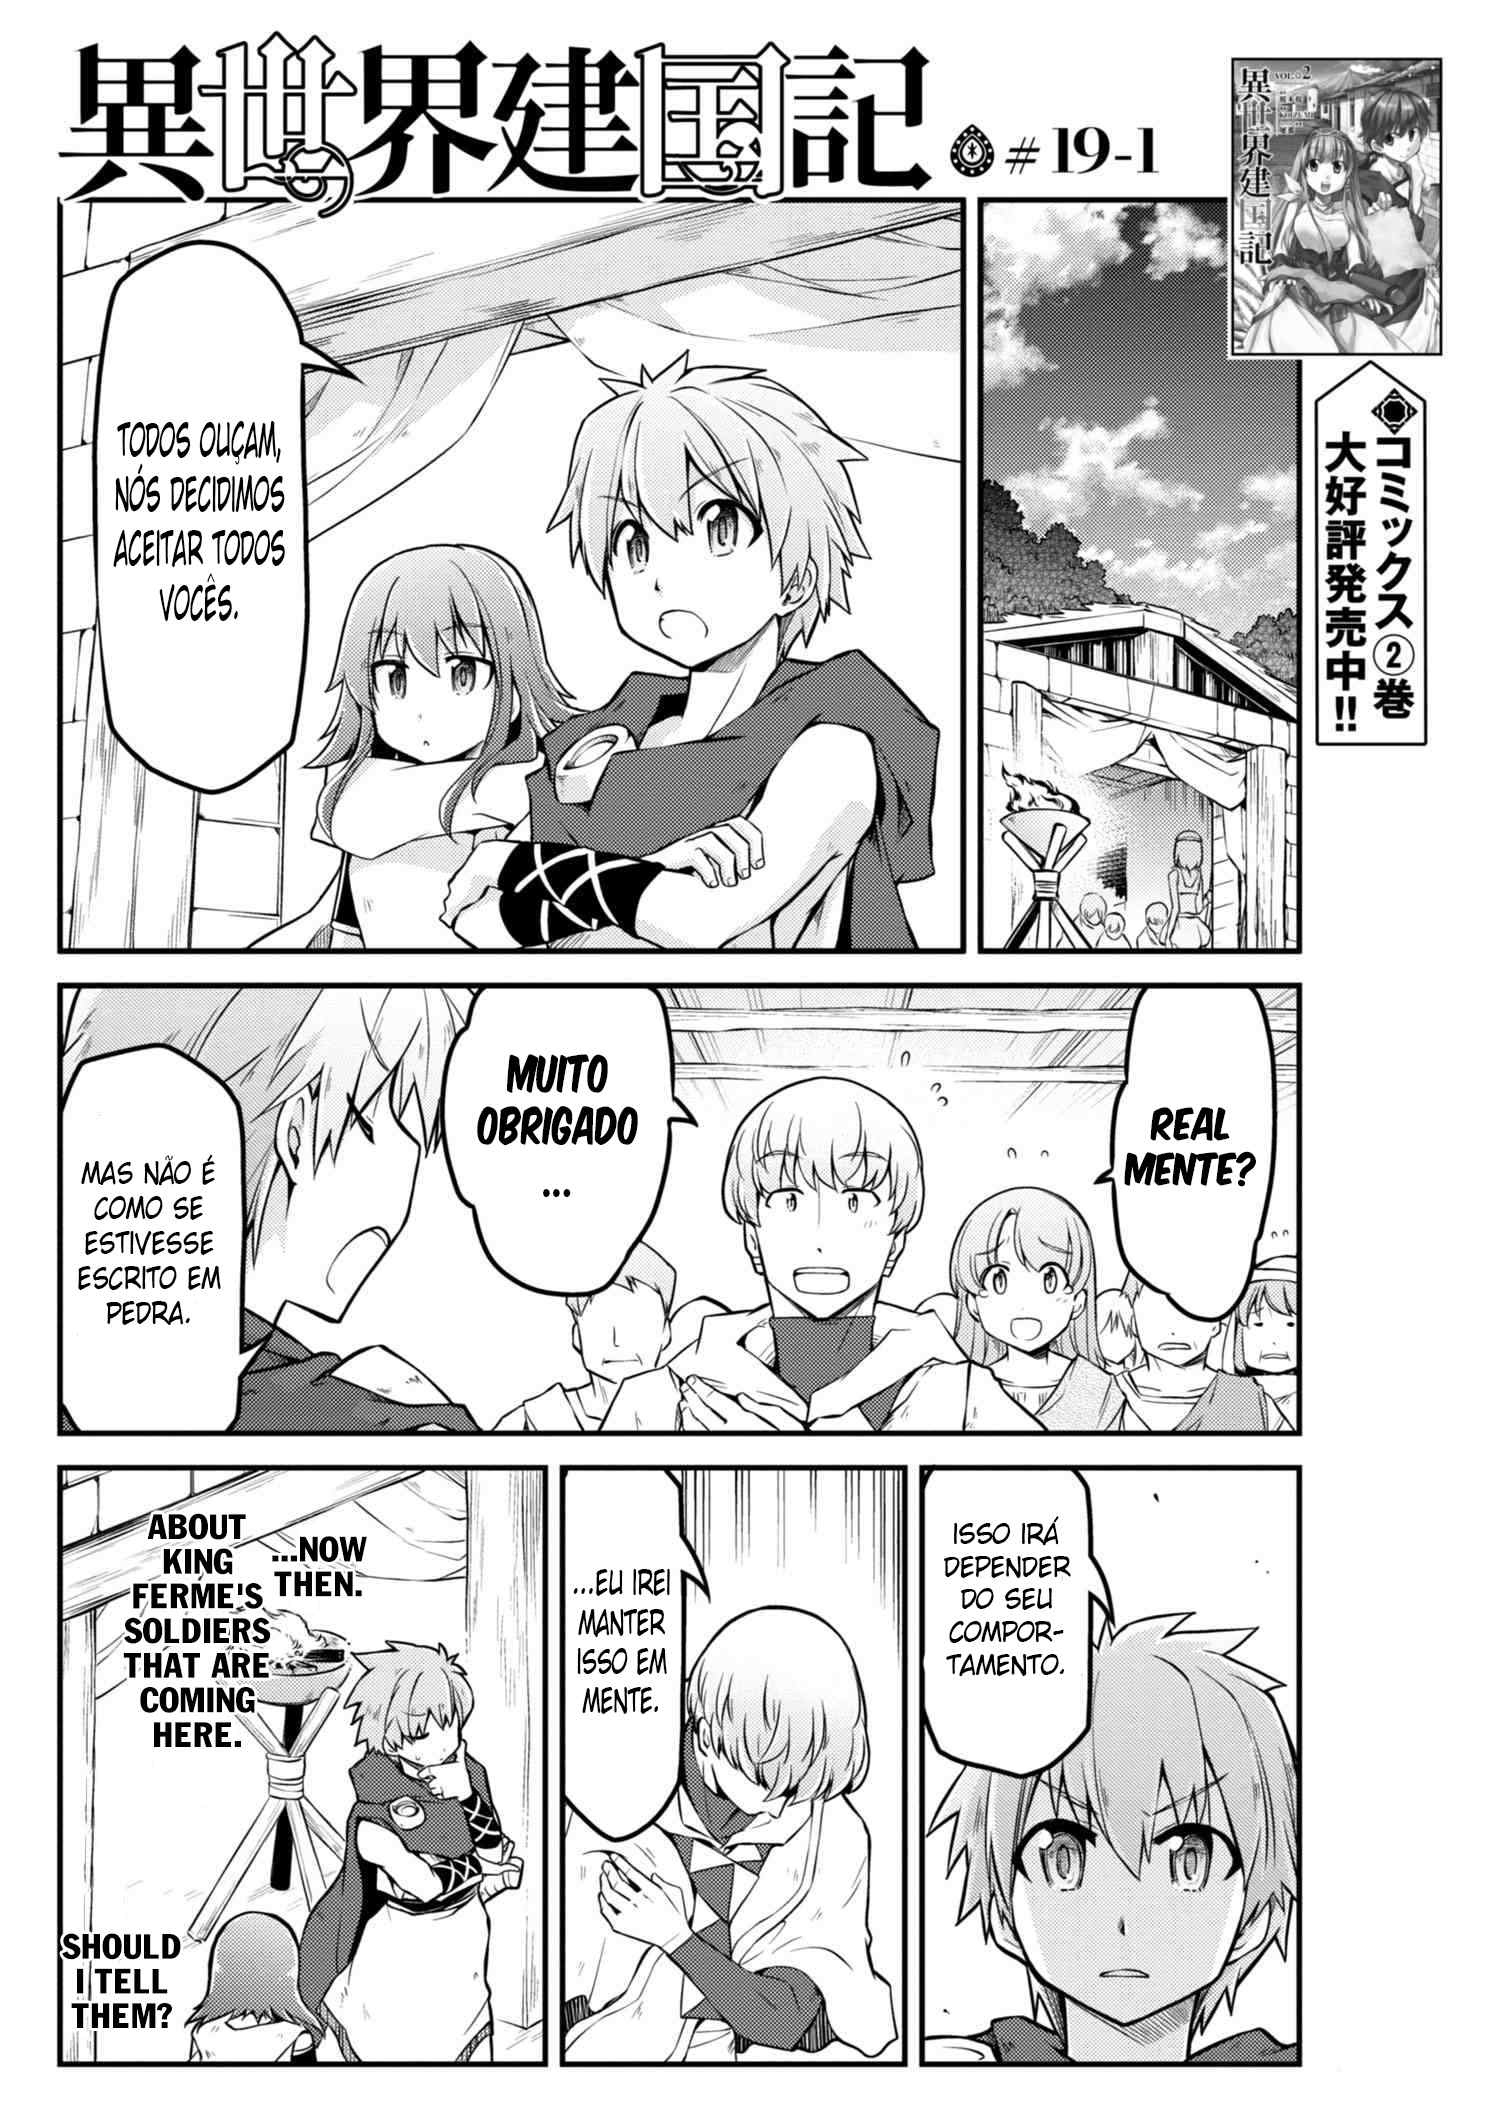 異世界建国記
# 19-1
VOL.2
異世界建国記
◆コミックス②巻
大好評発売中!!
TODOS OUÇAM,
NÓS DECIDIMOS
ACEITAR TODOS
VOCÊS.
REAL
MENTE?
MUITO
OBRIGADO
...
MAS NÃO É
COMO SE
ESTIVESSE
ESCRITO EM
PEDRA.
ISSO IRÁ
DEPENDER
DO SEU
COMPOR-
TAMENTO.
...EU IREI
MANTER
ISSO EM
MENTE.
...NOW
THEN.
ABOUT
KING
FERME'S
SOLDIERS
THAT ARE
COMING
HERE.
SHOULD
I TELL
THEM?